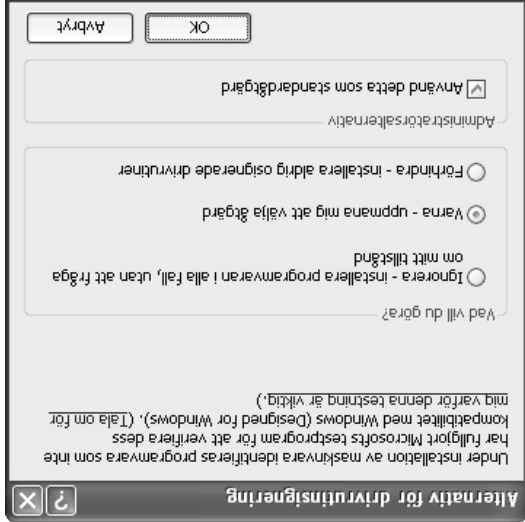 Alternativ för drivrutinsignering
Under installation av maskinvara identifieras programvara som inte
har fullgjort Microsofts testprogram för att verifiera dess
kompatibilitet med Windows (Designed for Windows). (Tala om för
mig varför denna testning är viktig.)
Vad vill du göra?
Ignorera - installera programvaran i alla fall, utan att fråga
om mitt tillstånd
Varna - uppmana mig att välja åtgärd
Förhindra - installera aldrig osignerade drivrutiner
Administratörsalternativ
Använd detta som standardåtgärd
OK
Avbryt